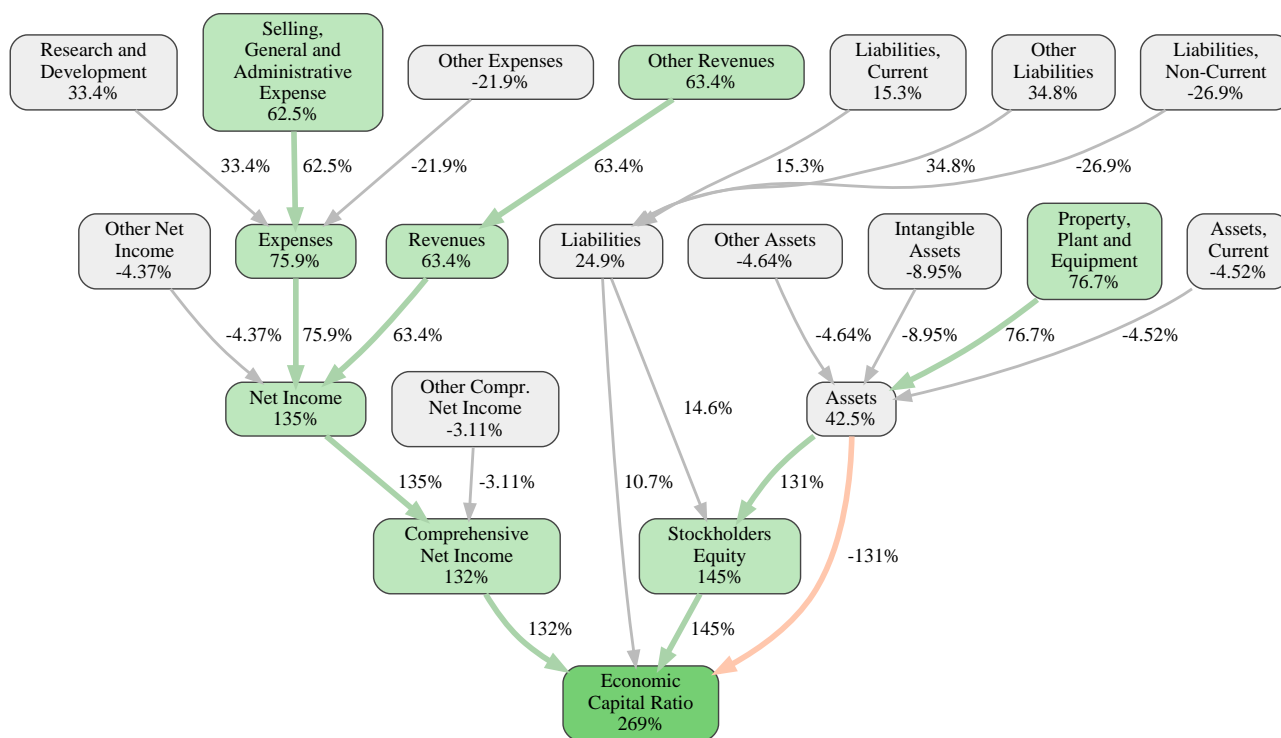 Research and
Development
33.4%
Selling,
General and
Administrative
Expense
62.5%
Other Expenses
-21.9%
Other Revenues
63.4%
Liabilities,
Current
15.3%
Other
Liabilities
34.8%
Liabilities,
Non-Current
-26.9%
33.4%
62.5%
-21.9%
63.4%
15.3%
34.8%
-26.9%
Other Net
Income
-4.37%
Expenses
75.9%
Revenues
63.4%
Liabilities
24.9%
Other Assets
-4.64%
Intangible
Assets
-8.95%
Property,
Plant and
Equipment
76.7%
Assets,
Current
-4.52%
-4.37%
75.9%
63.4%
-4.64%
-8.95%
76.7%
-4.52%
Net Income
135%
Other Compr.
Net Income
-3.11%
14.6%
Assets
42.5%
135%
-3.11%
10.7%
131%
Comprehensive
Net Income
132%
Stockholders
Equity
145%
-131%
132%
145%
Economic
Capital Ratio
269%